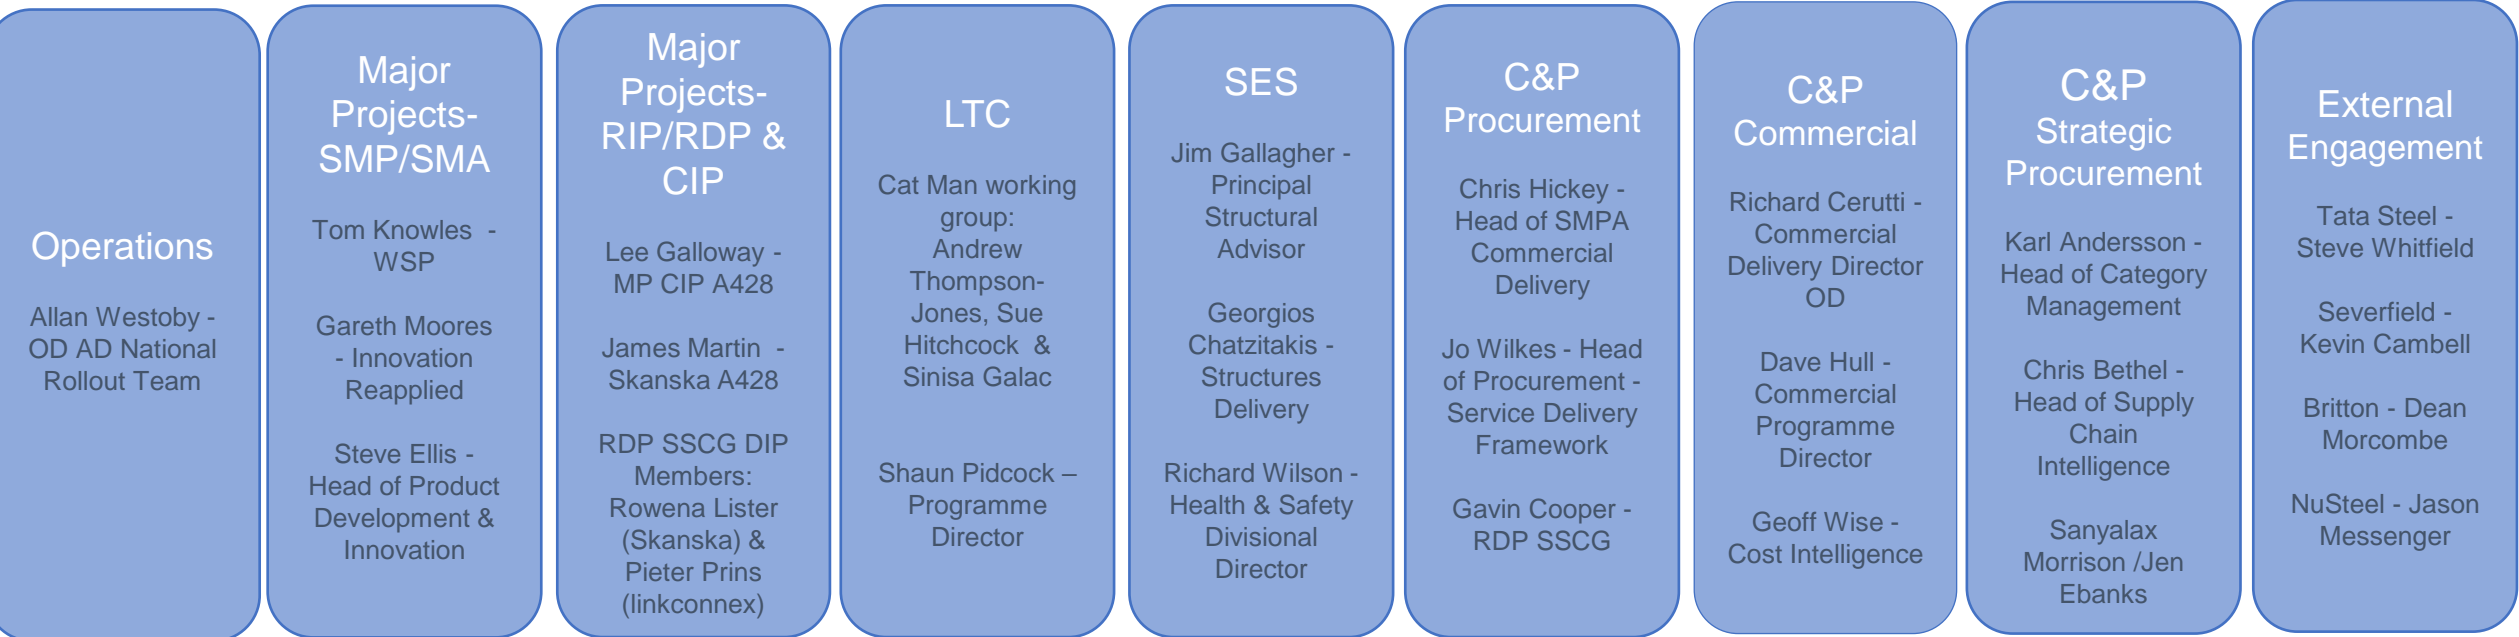 Operations
Allan Westoby -
OD AD National
Rollout Team
Major
Projects-
SMP/SMA
Tom Knowles  -
WSP
Gareth Moores
- Innovation
Reapplied
Steve Ellis -
Head of Product
Development &
Innovation
Major
Projects-
RIP/RDP &
CIP
Lee Galloway -
MP CIP A428
James Martin  -
Skanska A428
RDP SSCG DIP
Members:
Rowena Lister
(Skanska) &
Pieter Prins
(linkconnex)
LTC
Cat Man working
group:
Andrew
Thompson-
Jones, Sue
Hitchcock  &
Sinisa Galac
Shaun Pidcock –
Programme
Director
SES
Jim Gallagher -
Principal
Structural
Advisor
Georgios
Chatzitakis -
Structures
Delivery
Richard Wilson -
Health & Safety
Divisional
Director
C&P
Procurement
Chris Hickey -
Head of SMPA
Commercial
Delivery
Jo Wilkes - Head
of Procurement -
Service Delivery
Framework
Gavin Cooper -
RDP SSCG
C&P
Commercial
Richard Cerutti -
Commercial
Delivery Director
OD
Dave Hull -
Commercial
Programme
Director
Geoff Wise -
Cost Intelligence
C&P
Strategic
Procurement
Karl Andersson -
Head of Category
Management
Chris Bethel -
Head of Supply
Chain
Intelligence
Sanyalax
Morrison /Jen
Ebanks
External
Engagement
Tata Steel -
Steve Whitfield
Severfield -
Kevin Cambell
Britton - Dean
Morcombe
NuSteel - Jason
Messenger